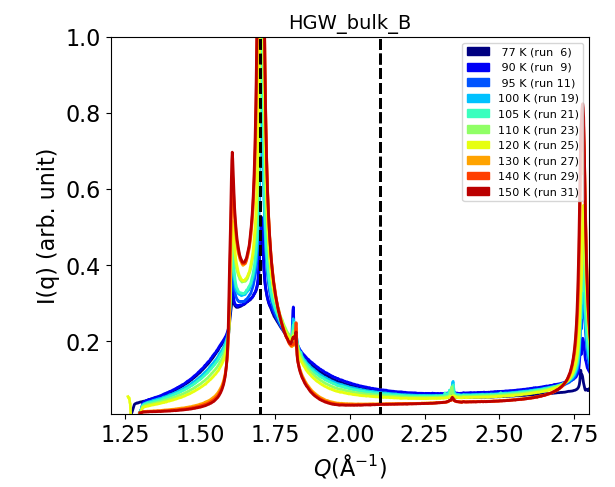 HGW_bulk_B
I(q) (arb. unit)
1.0
0.8
0.6
0.4
0.2
77 K (run  6)
90 K (run  9)
95 K (run 11)
100 K (run 19)
105 K (run 21)
110 K (run 23)
120 K (run 25)
130 K (run 27)
140 K (run 29)
150 K (run 31)
1.25 1.50 1.75 2.00 2.25 2.50 2.75
Q(Å⁻¹)